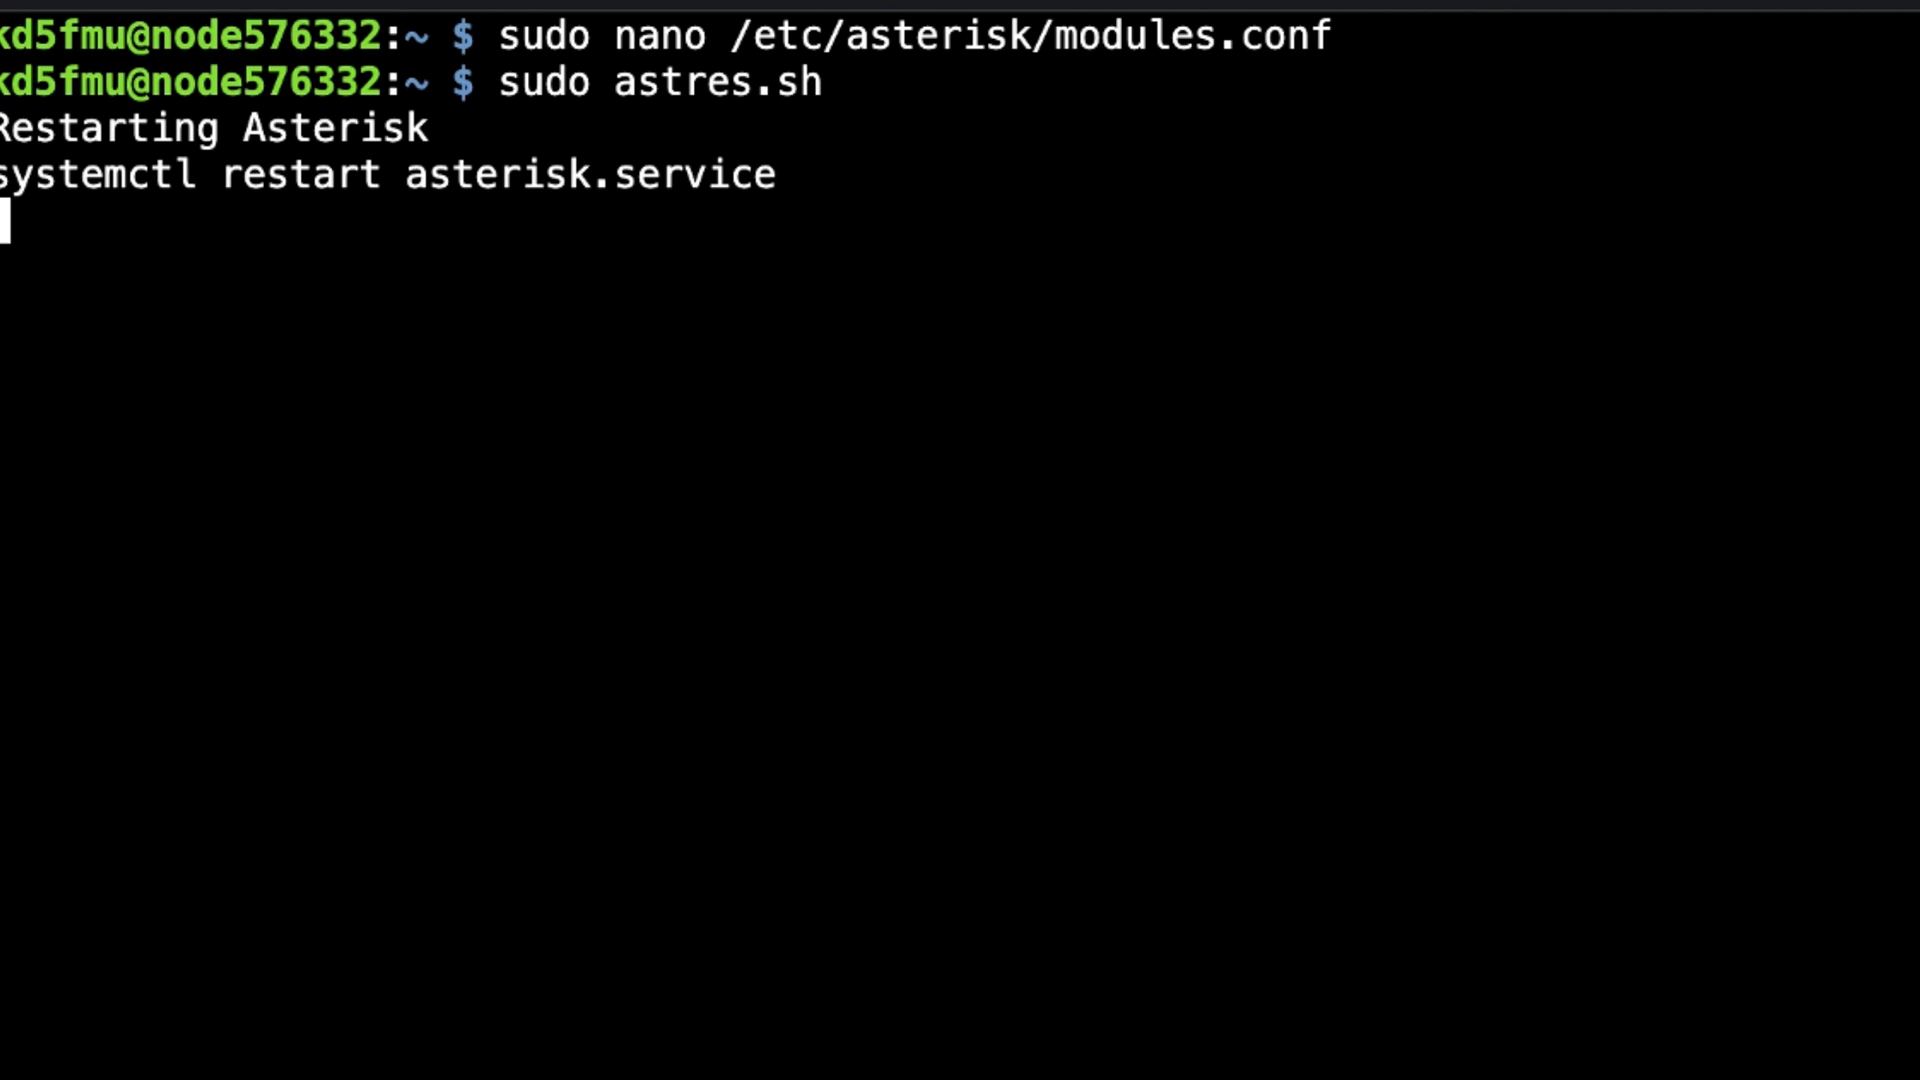 kd5fmu@node576332:~ $ sudo nano /etc/asterisk/modules.conf
kd5fmu@node576332:~ $ sudo astres.sh
Restarting Asterisk
systemctl restart asterisk.service